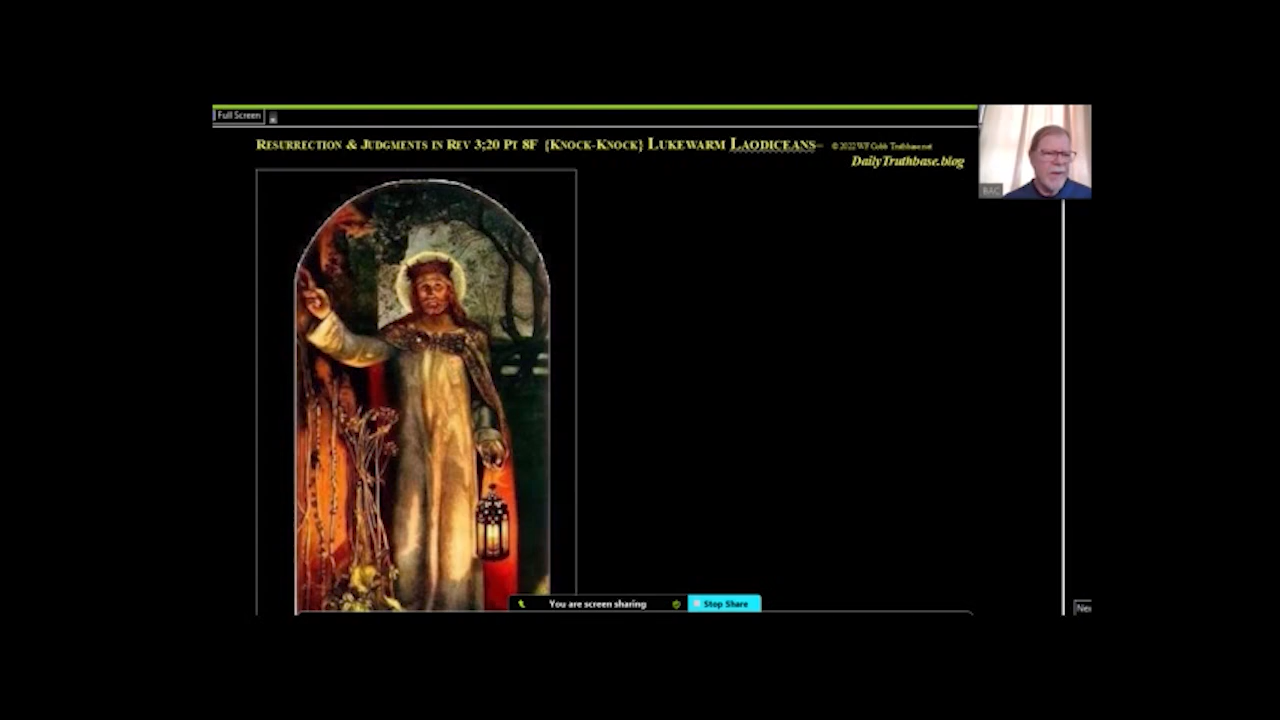 Full Screen
RESURRECTION & JUDGMENTS IN REV 3;20 PT 8F {KNOCK-KNOCK} LUKEWARM LAODICEANS– © 2022 WF Cobb Truthbase.net
DailyTruthbase.blog
BAC
You are screen sharing
Stop Share